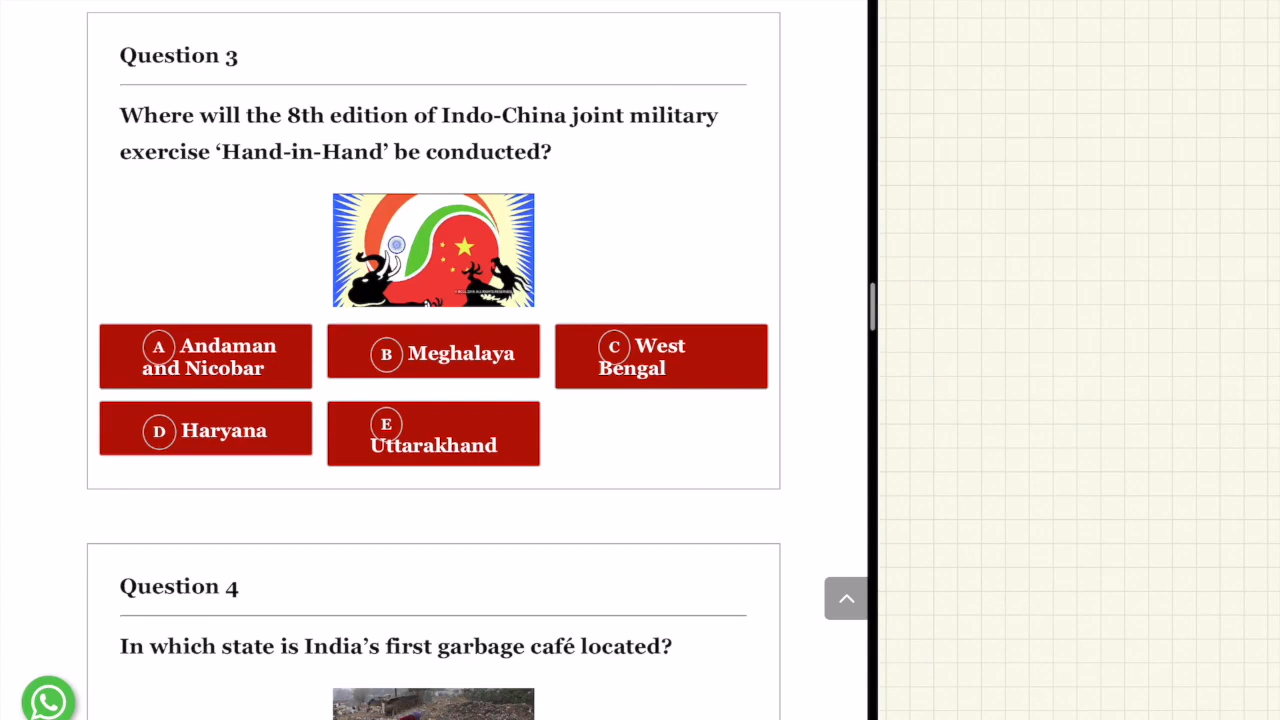 Question 3
Where will the 8th edition of Indo-China joint military
exercise ‘Hand-in-Hand’ be conducted?
A Andaman
and Nicobar
B Meghalaya
C West
Bengal
D Haryana
E
Uttarakhand
Question 4
In which state is India’s first garbage café located?